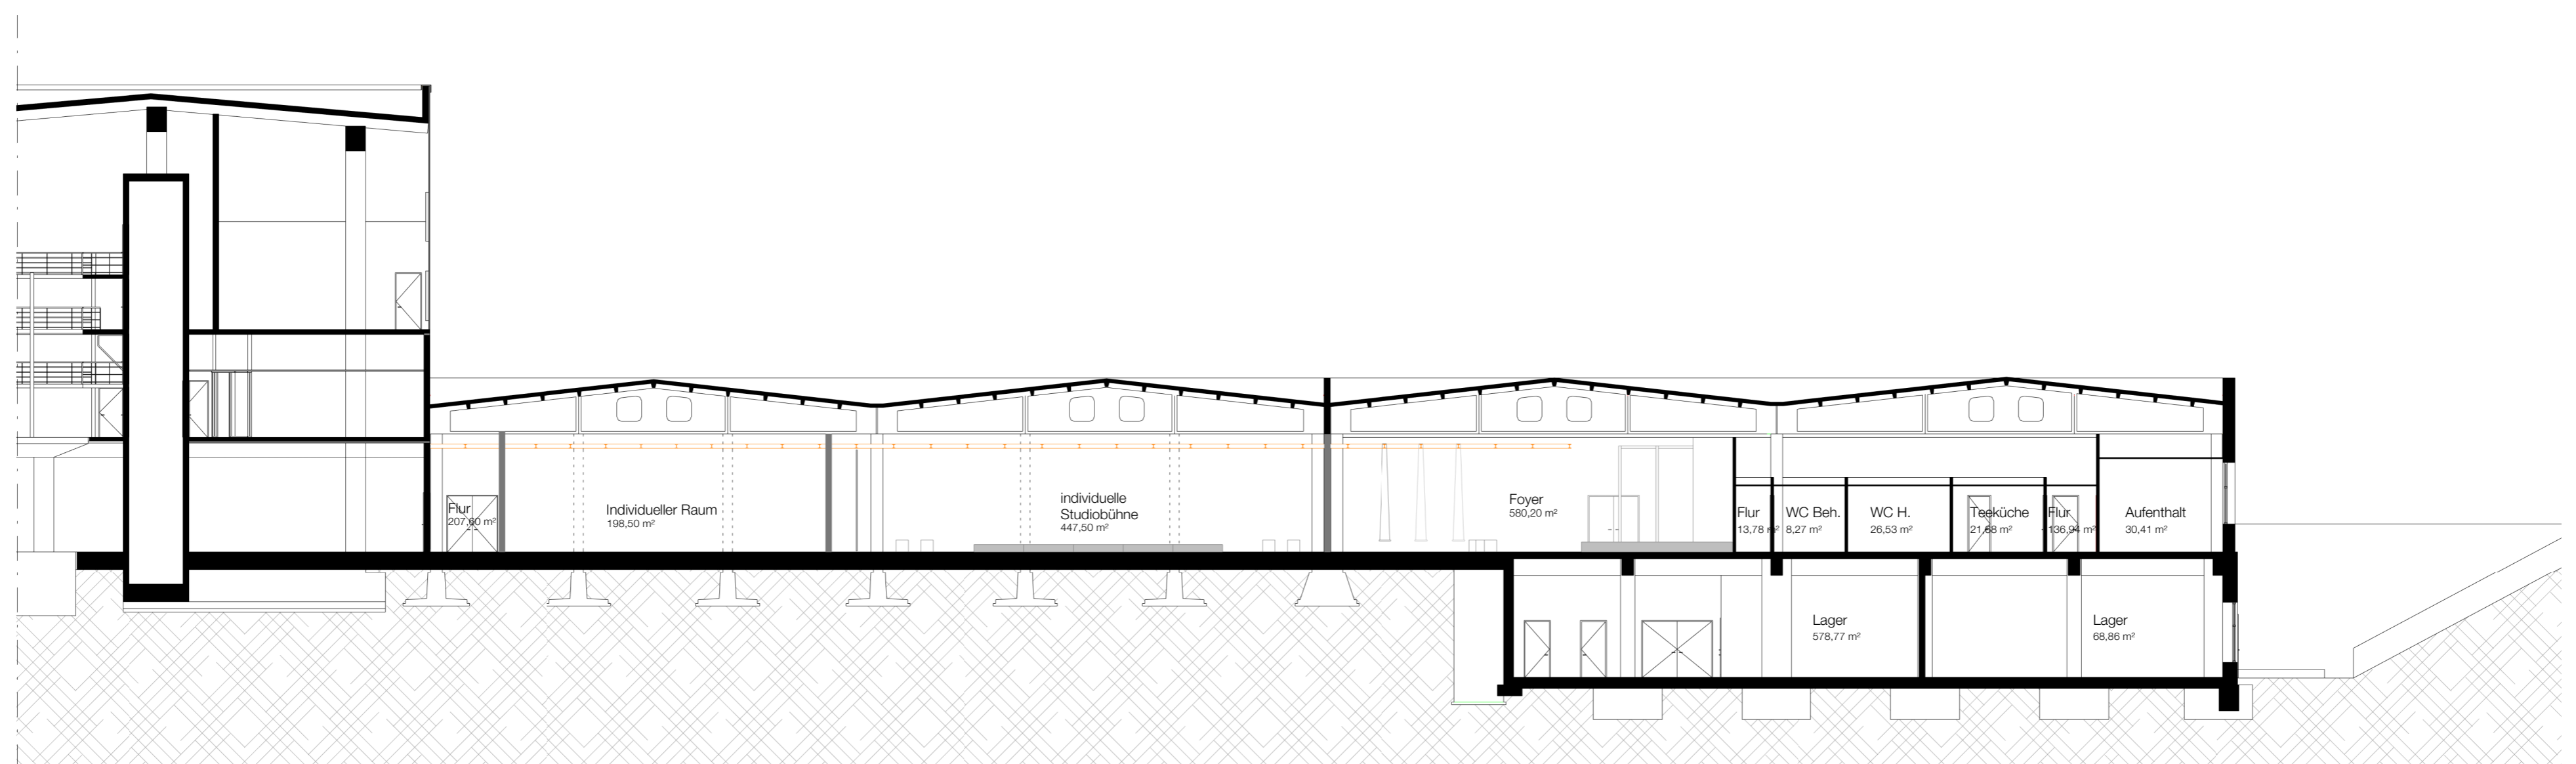 Flur
207,60 m²
Individueller Raum
198,50 m²
individuelle
Studiobühne
447,50 m²
Foyer
580,20 m²
Flur
13,78 m²
WC Beh.
8,27 m²
WC H.
26,53 m²
Teeküche
21,68 m²
Flur
136,94 m²
Aufenthalt
30,41 m²
Lager
578,77 m²
Lager
68,86 m²